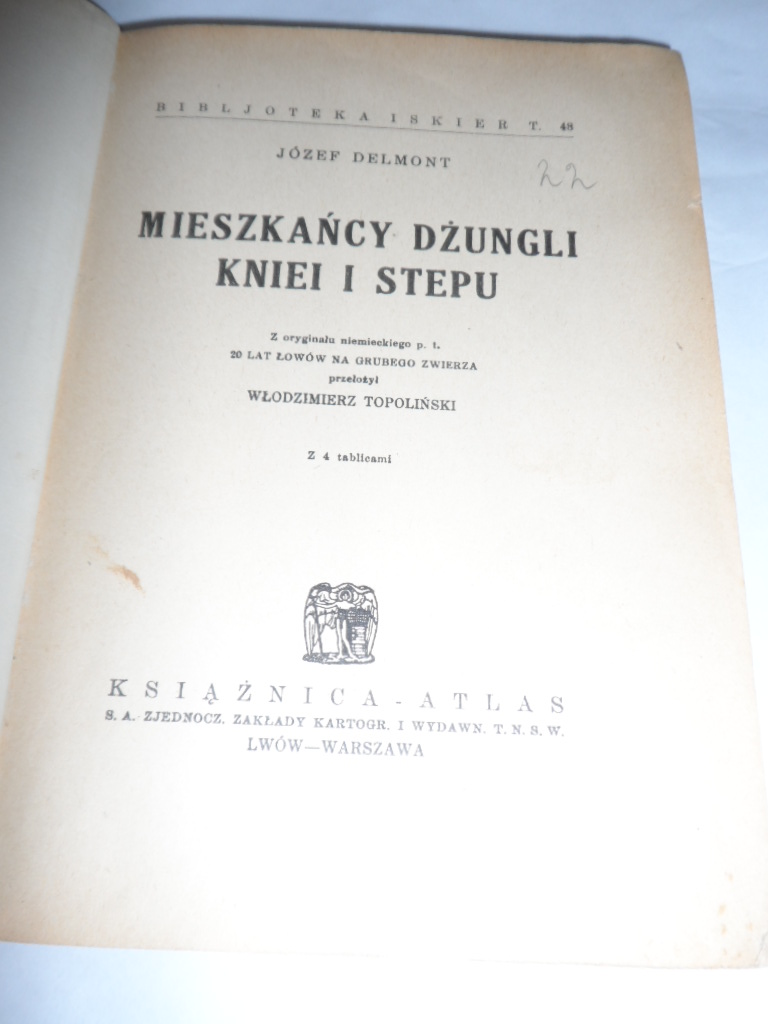 BIBLJOTEKA ISKIER T. 48
JÓZEF DELMONT
22
MIESZKAŃCY DŻUNGLI
KNIEI I STEPU
Z oryginału niemieckiego p. t.
20 LAT ŁOWÓW NA GRUBEGO ZWIERZA
przełożył
WŁODZIMIERZ TOPOLIŃSKI
Z 4 tablicami
KSIĄŻNICA-ATLAS
S. A. ZJEDNOCZ. ZAKŁADY KARTOGR. I WYDAWN. T. N. S. W.
LWÓW—WARSZAWA